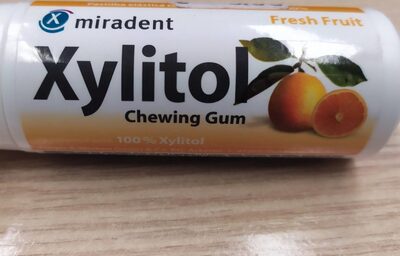 miradent
Fresh Fruit
Xylitol
Chewing Gum
100% Xylitol